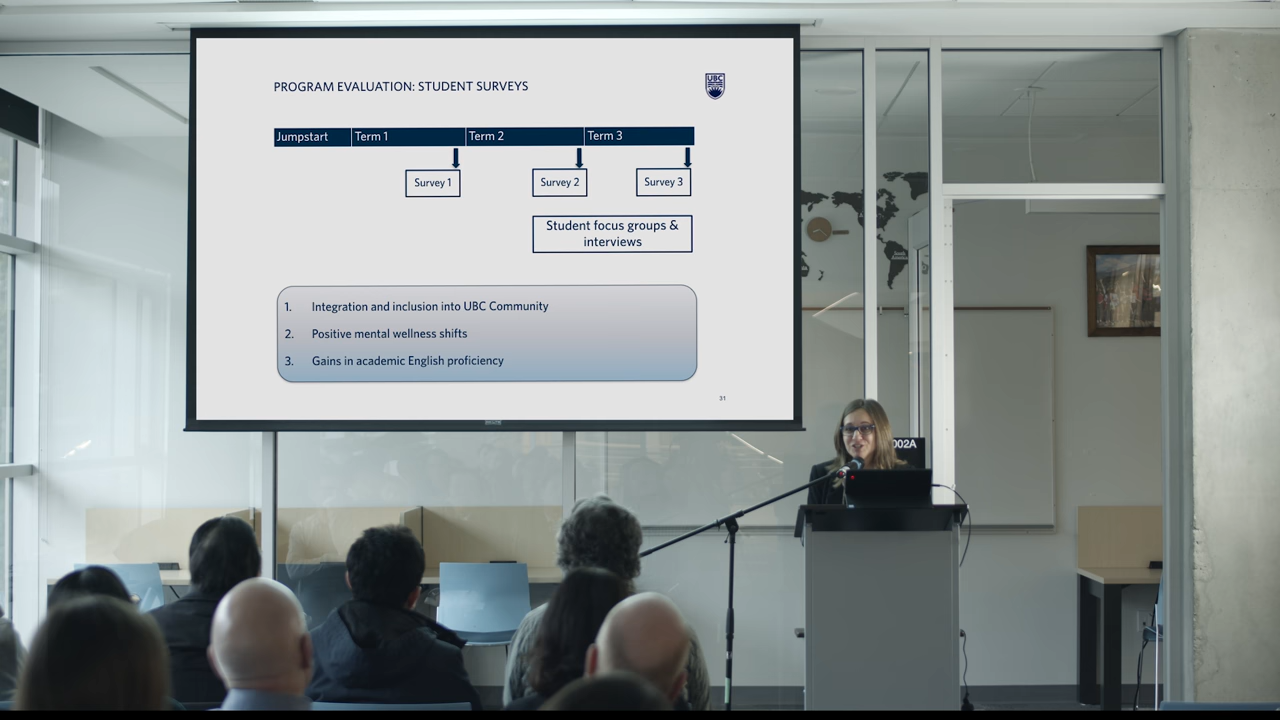 PROGRAM EVALUATION: STUDENT SURVEYS
UBC
Jumpstart Term 1 Term 2 Term 3
Survey 1 Survey 2 Survey 3
Student focus groups &
interviews
1. Integration and inclusion into UBC Community
2. Positive mental wellness shifts
3. Gains in academic English proficiency
31
South
America
002A